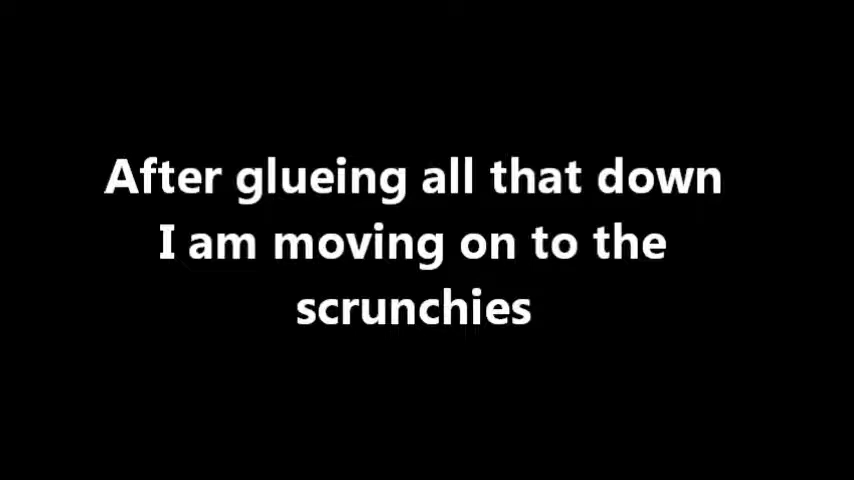 After glueing all that down
I am moving on to the
scrunchies